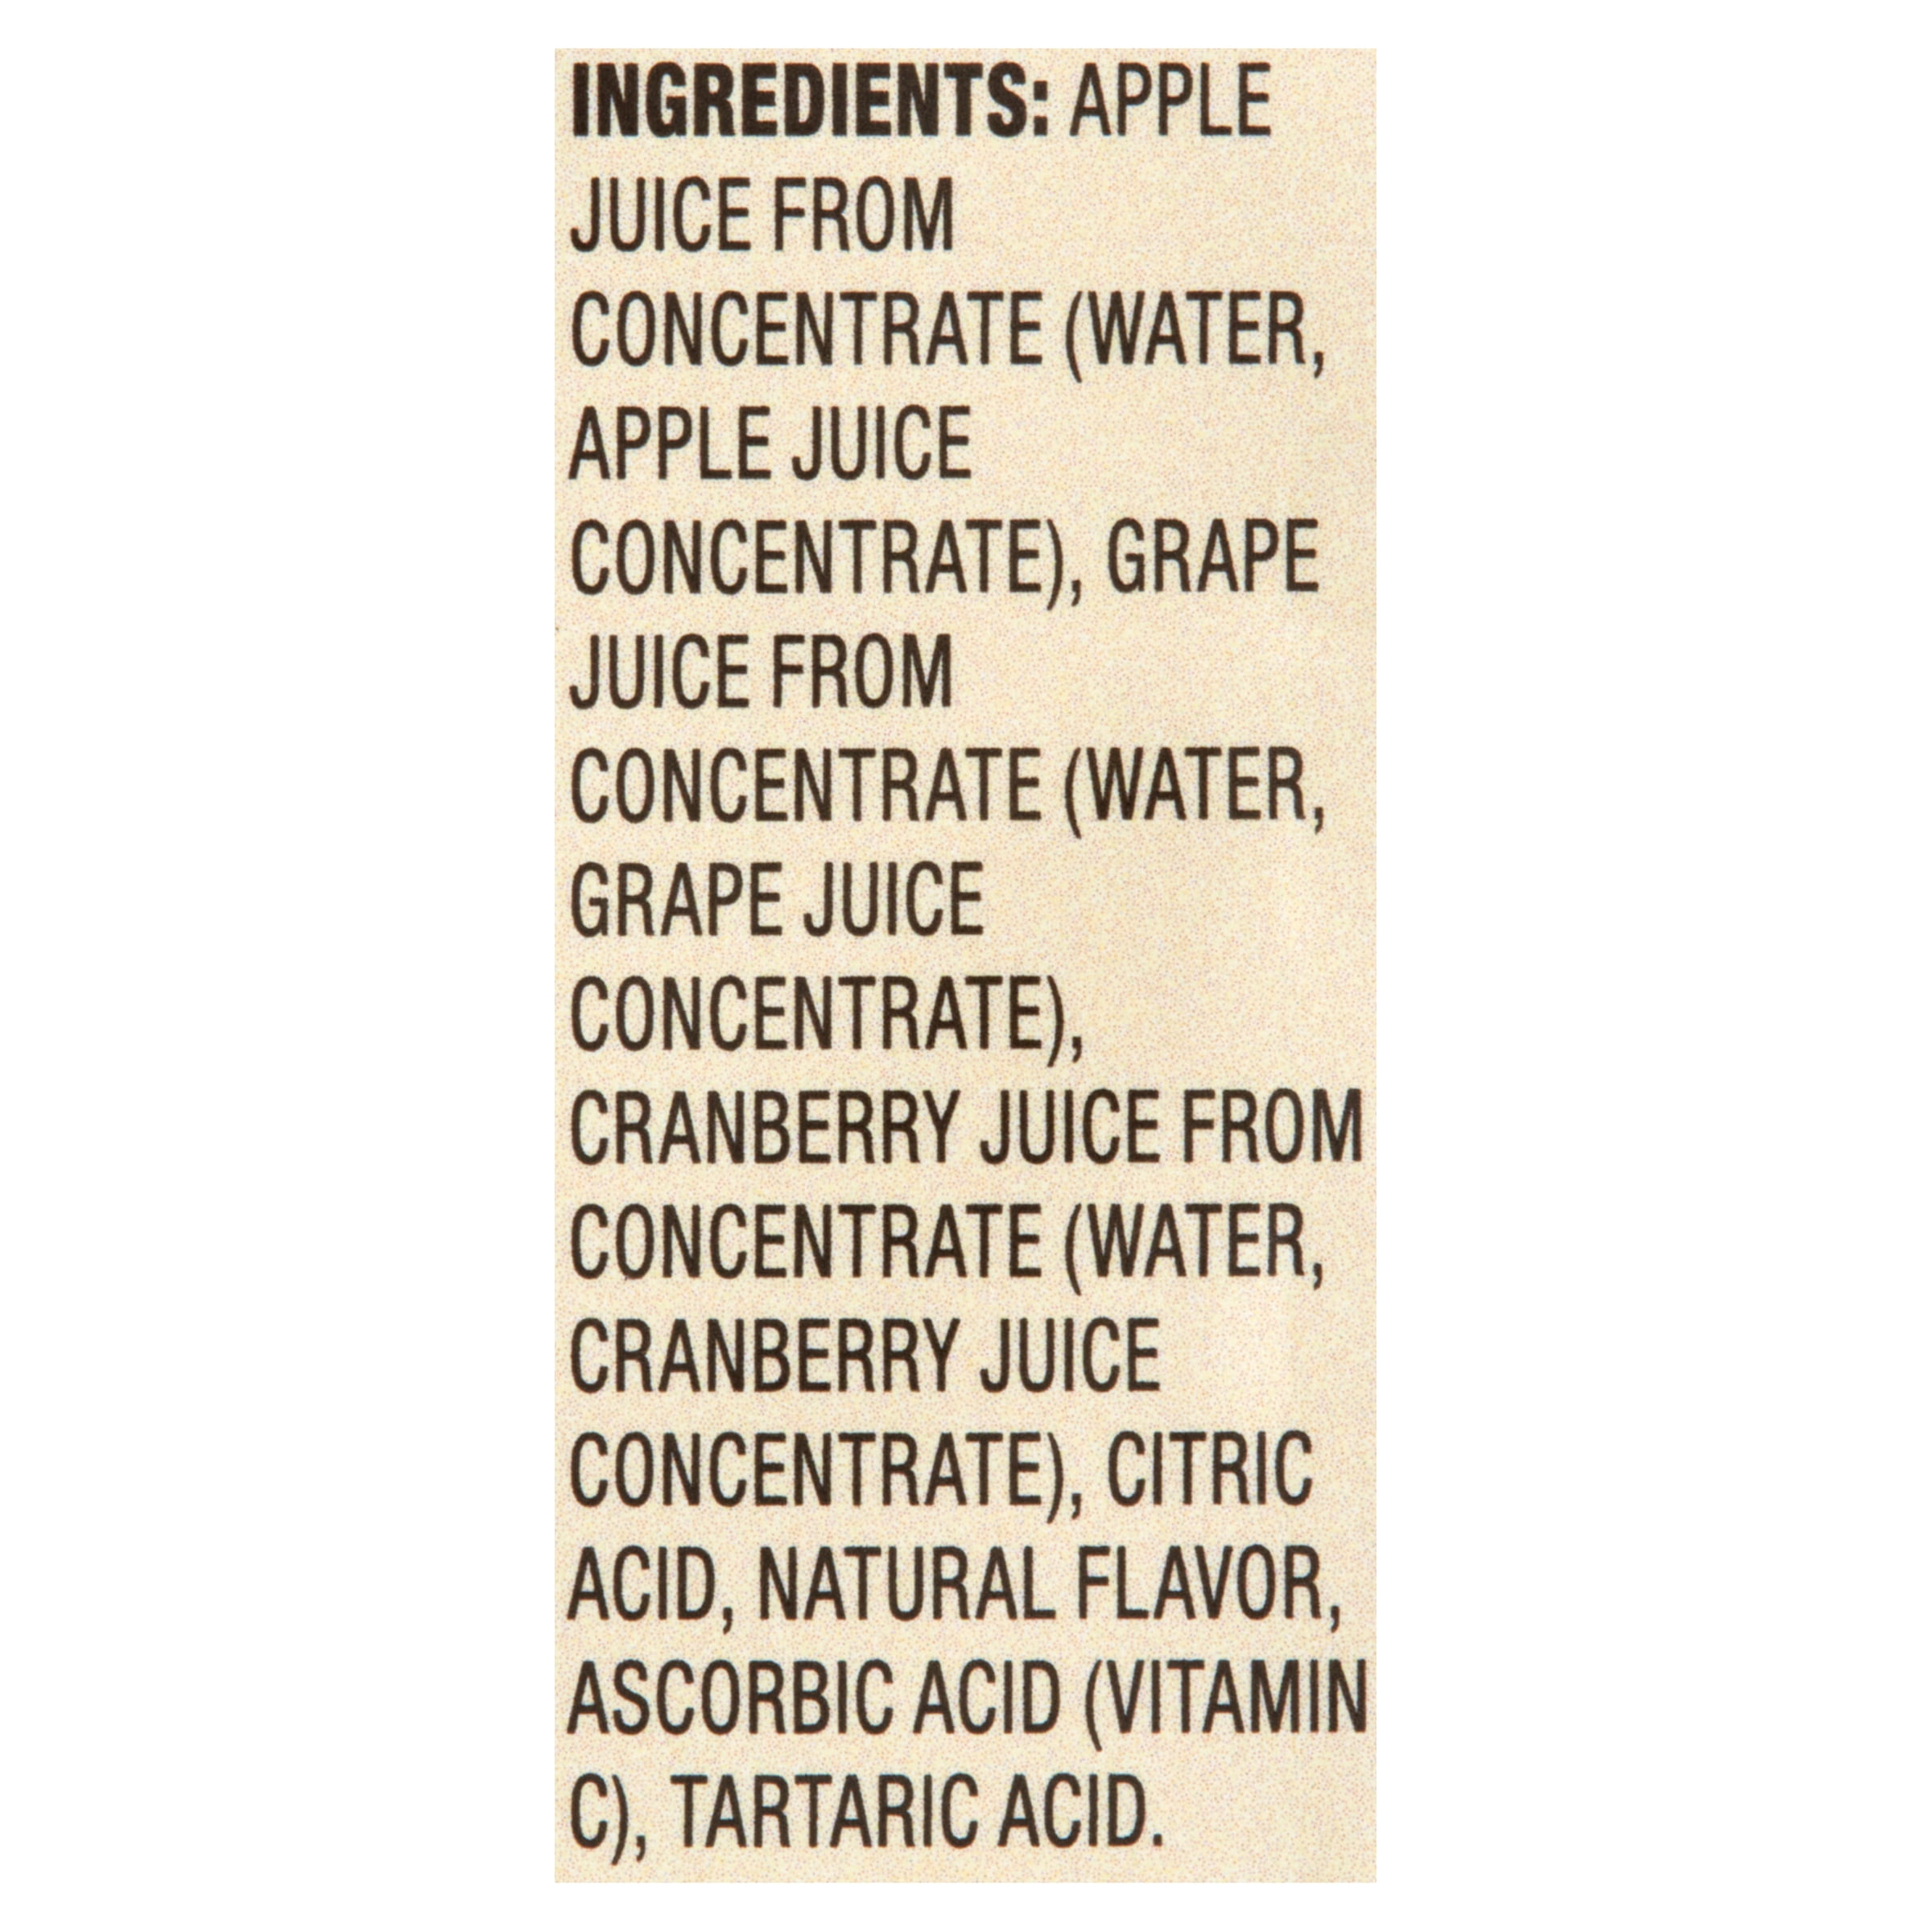 INGREDIENTS: APPLE
JUICE FROM
CONCENTRATE (WATER,
APPLE JUICE
CONCENTRATE), GRAPE
JUICE FROM
CONCENTRATE (WATER,
GRAPE JUICE
CONCENTRATE),
CRANBERRY JUICE FROM
CONCENTRATE (WATER,
CRANBERRY JUICE
CONCENTRATE), CITRIC
ACID, NATURAL FLAVOR,
ASCORBIC ACID (VITAMIN
C), TARTARIC ACID.